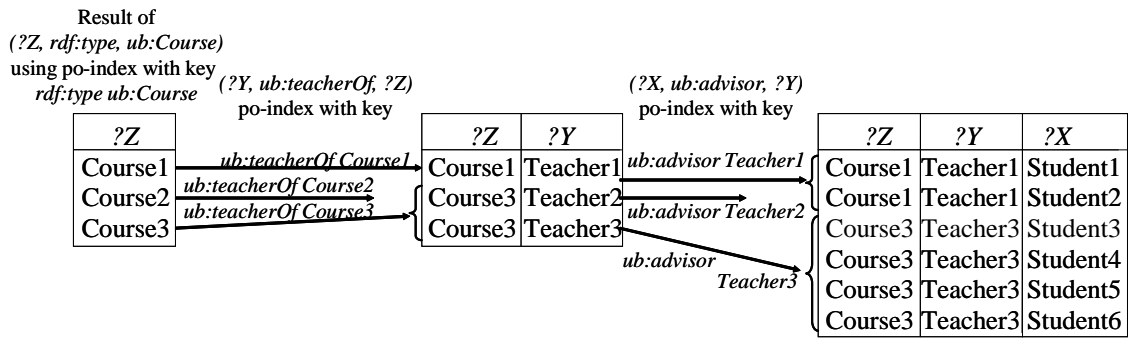 Result of
(?Z, rdf:type, ub:Course)
using po-index with key
rdf:type ub:Course
(?Y, ub:teacherOf, ?Z)
po-index with key
(?X, ub:advisor, ?Y)
po-index with key
?Z
Course1
Course2
Course3
ub:teacherOf Course1
ub:teacherOf Course2
ub:teacherOf Course3
?Z ?Y
Course1 Teacher1
Course3 Teacher2
Course3 Teacher3
ub:advisor Teacher1
ub:advisor Teacher2
ub:advisor
Teacher3
?Z ?Y ?X
Course1 Teacher1 Student1
Course1 Teacher1 Student2
Course3 Teacher3 Student3
Course3 Teacher3 Student4
Course3 Teacher3 Student5
Course3 Teacher3 Student6